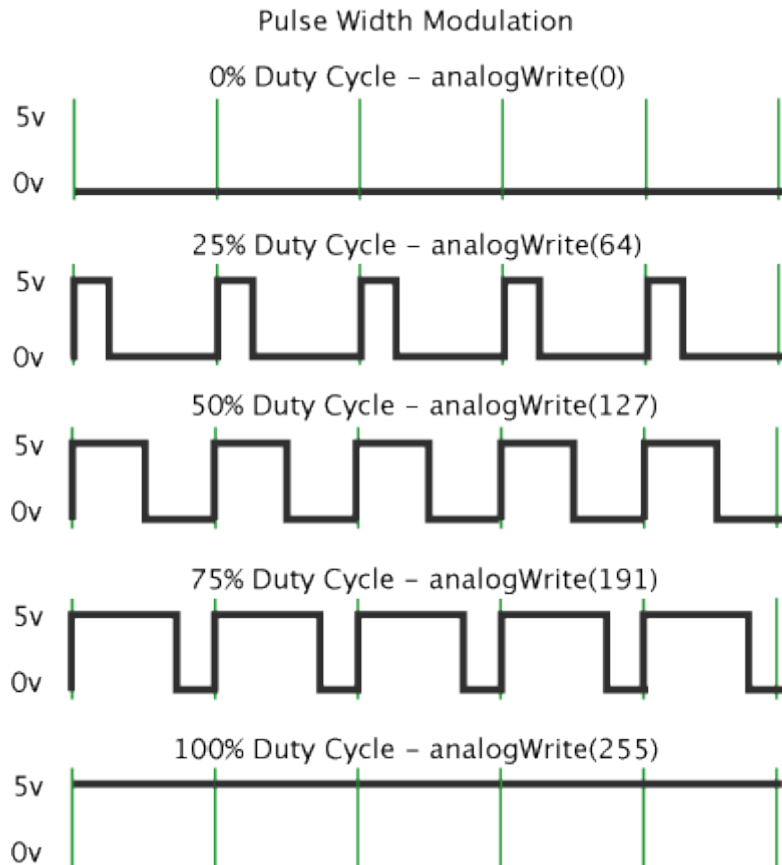 Pulse Width Modulation
0% Duty Cycle – analogWrite(0)
5v
0v
25% Duty Cycle – analogWrite(64)
5v
0v
50% Duty Cycle – analogWrite(127)
5v
0v
75% Duty Cycle – analogWrite(191)
5v
0v
100% Duty Cycle – analogWrite(255)
5v
0v